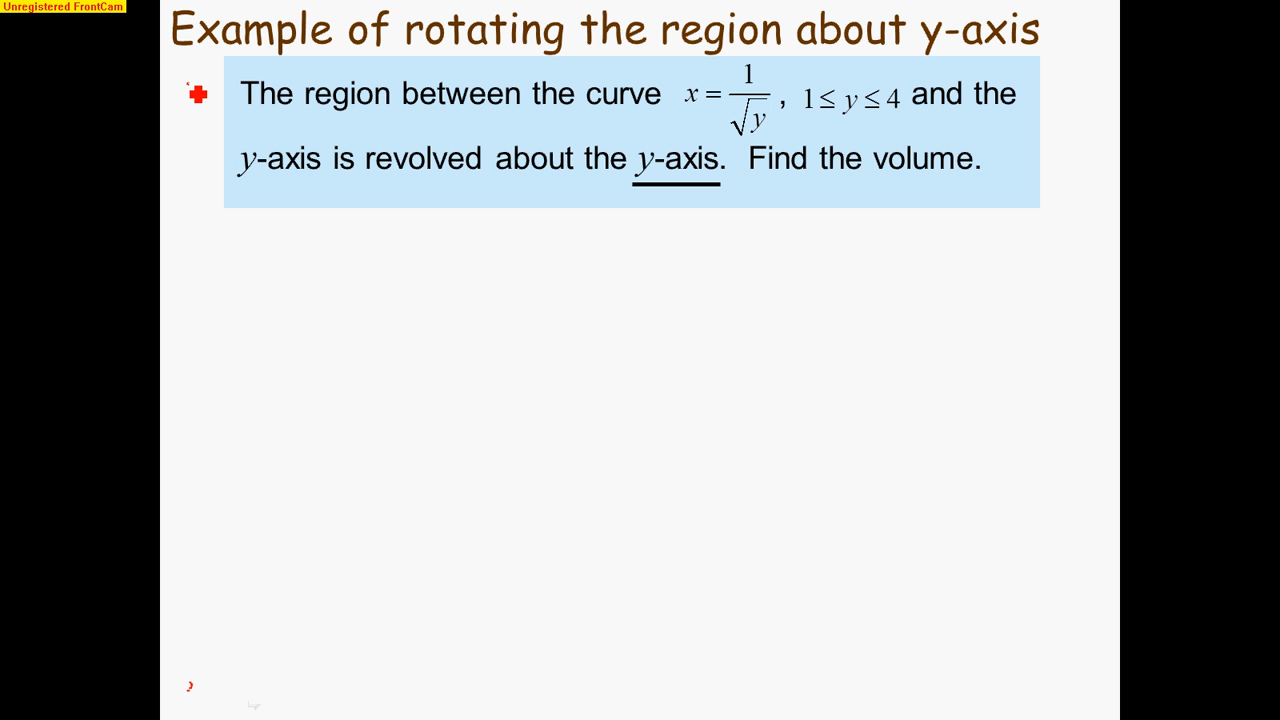 Unregistered FrontCam
Example of rotating the region about y-axis
The region between the curve x = 1/√y , 1 ≤ y ≤ 4 and the
y-axis is revolved about the y-axis. Find the volume.